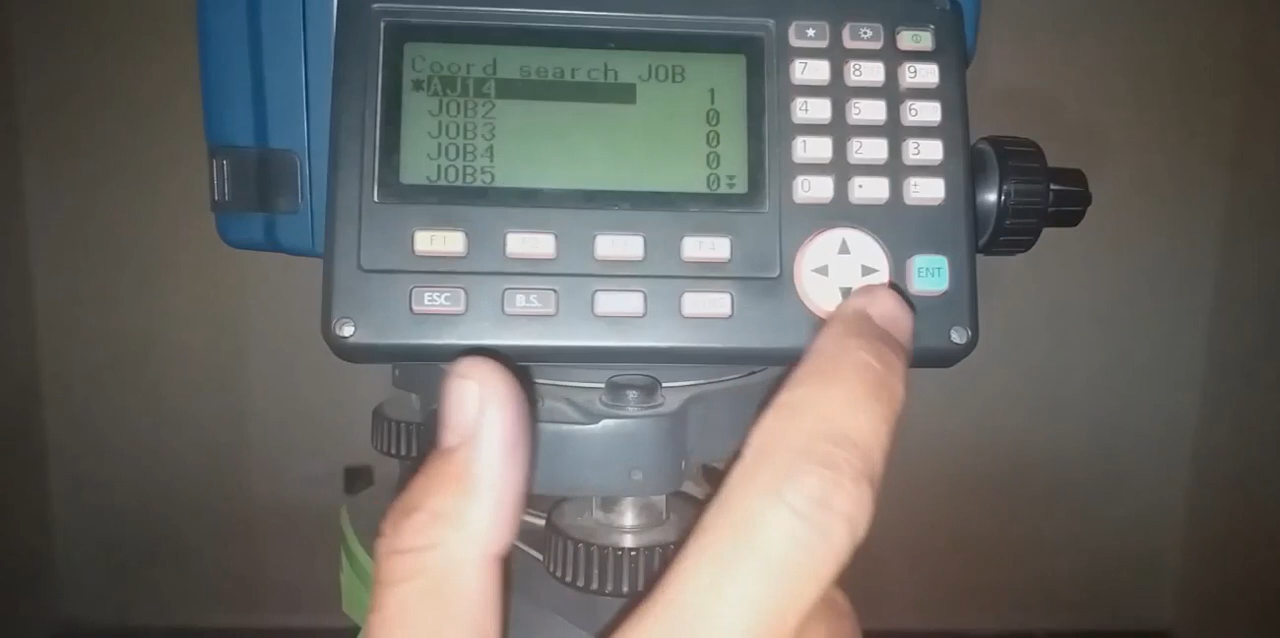 Coord search JOB
*AJ14 1
JOB2 0
JOB3 0
JOB4 0
JOB5 0
7 8 9
4 5 6
1 2 3
0 . ±
F1 F2 F3 F4
ESC B.S.
ENT